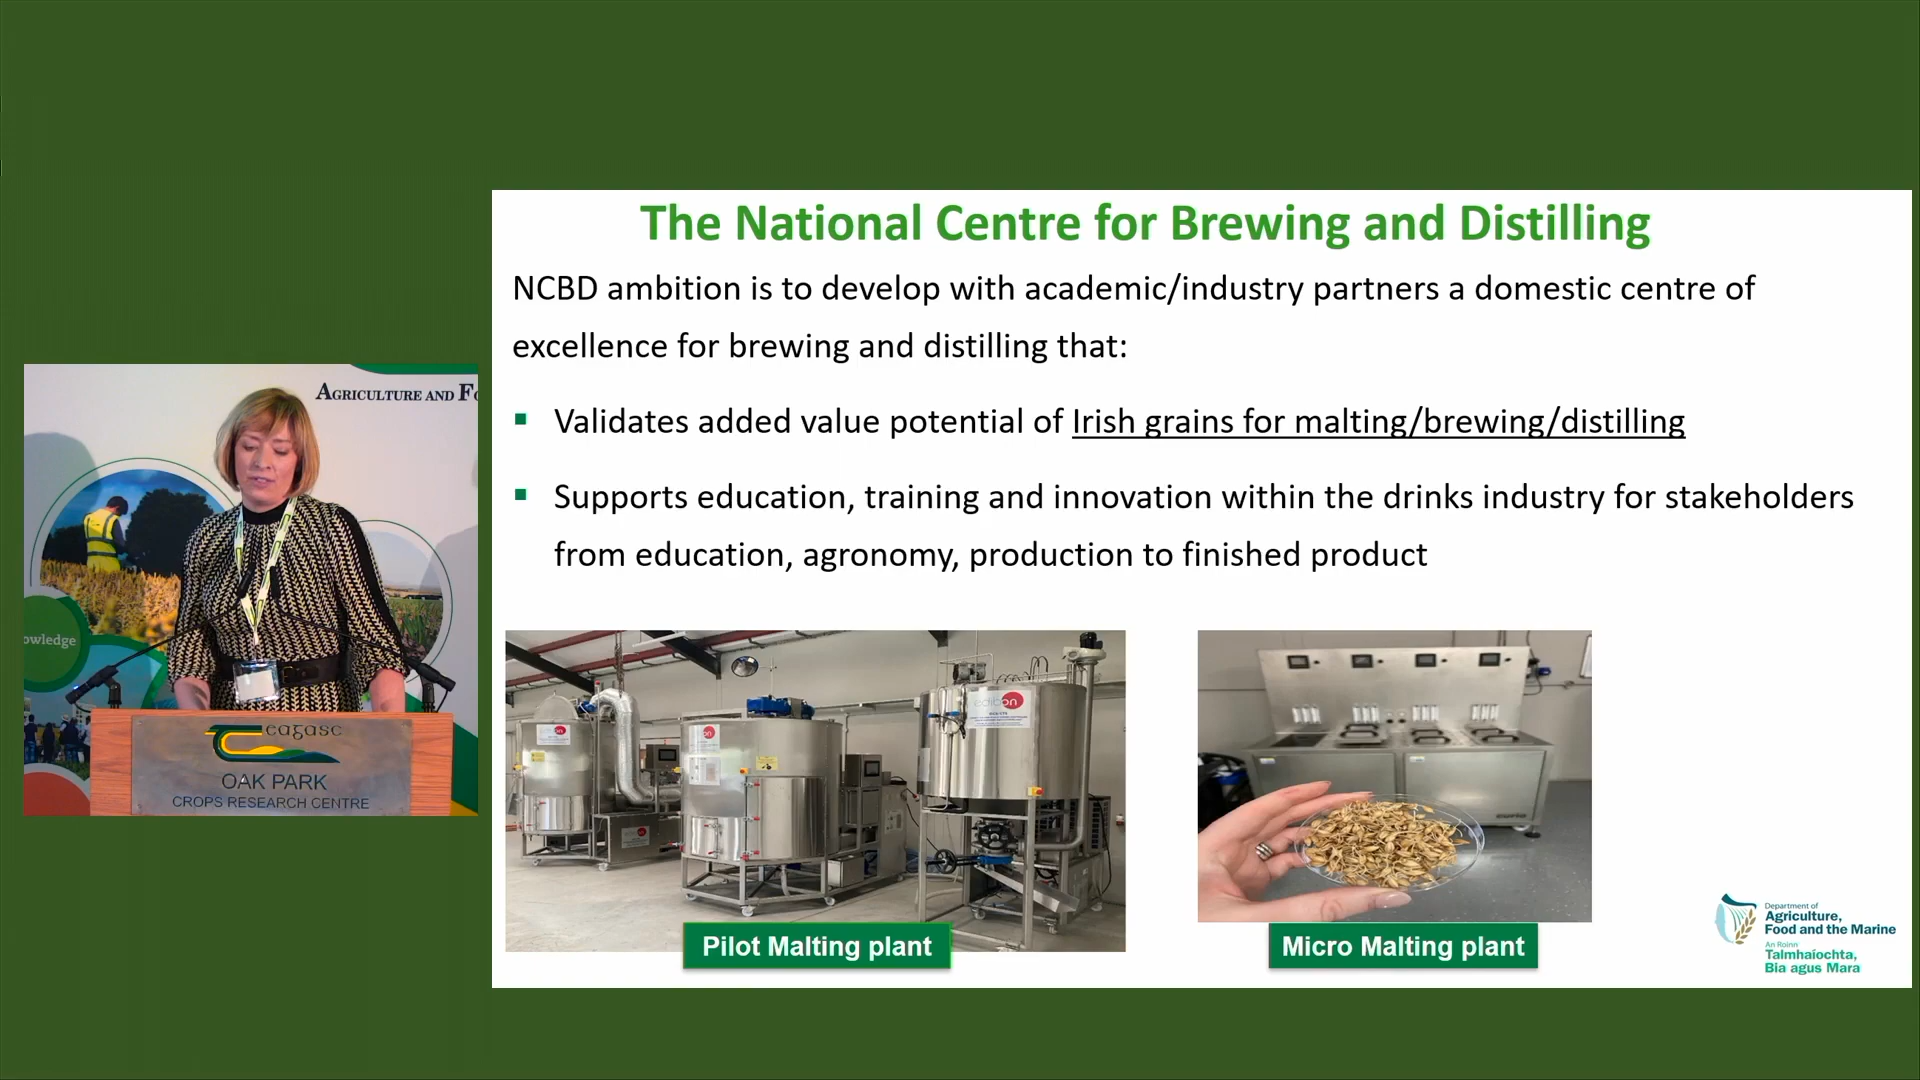 The National Centre for Brewing and Distilling
NCBD ambition is to develop with academic/industry partners a domestic centre of
excellence for brewing and distilling that:
Validates added value potential of Irish grains for malting/brewing/distilling
Supports education, training and innovation within the drinks industry for stakeholders
from education, agronomy, production to finished product
Pilot Malting plant
Micro Malting plant
Department of
Agriculture,
Food and the Marine
An Roinn
Talmhaíochta,
Bia agus Mara
AGRICULTURE AND
owledge
eagasc
OAK PARK
CROPS RESEARCH CENTRE